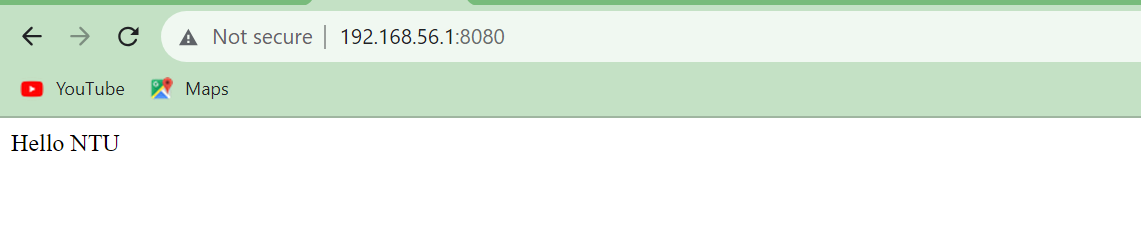 Not secure | 192.168.56.1:8080
YouTube Maps
Hello NTU